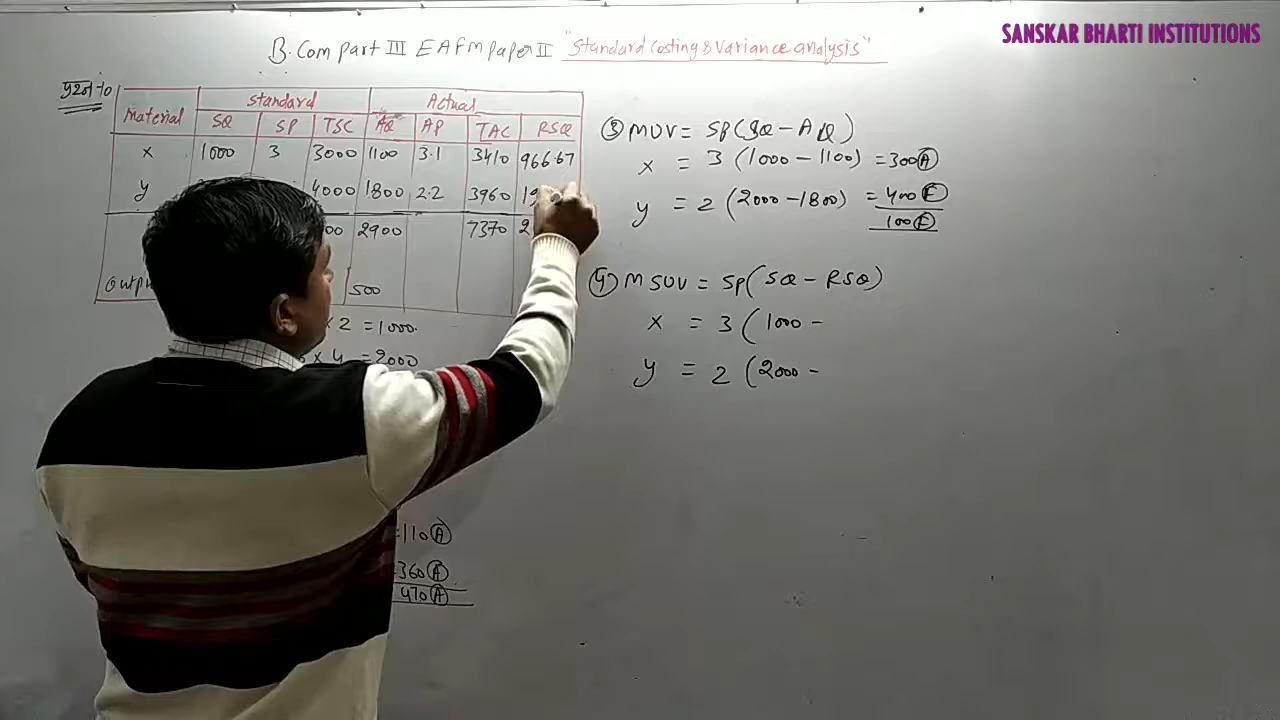 SANSKAR BHARTI INSTITUTIONS
B.Com part III EAFM paper II "Standard Costing & Variance analysis"
प्रश्न 10
Material Standard Actual
SQ SP TSC AQ AP TAC RSQ
x 1000 3 3000 1100 3.1 3410 966.67
y 4000 1800 2.2 3960
2900 7370
500
x 2 = 1000.
x 4 = 2000
= 110 (A)
360 (A)
470 (A)
(3) MUV = SP(SQ - AQ)
x = 3 (1000 - 1100) = 300 (A)
y = 2 (2000 - 1800) = 400 (F)
100 (F)
(4) MSUV = SP(SQ - RSQ)
x = 3 (1000 -
y = 2 (2000 -